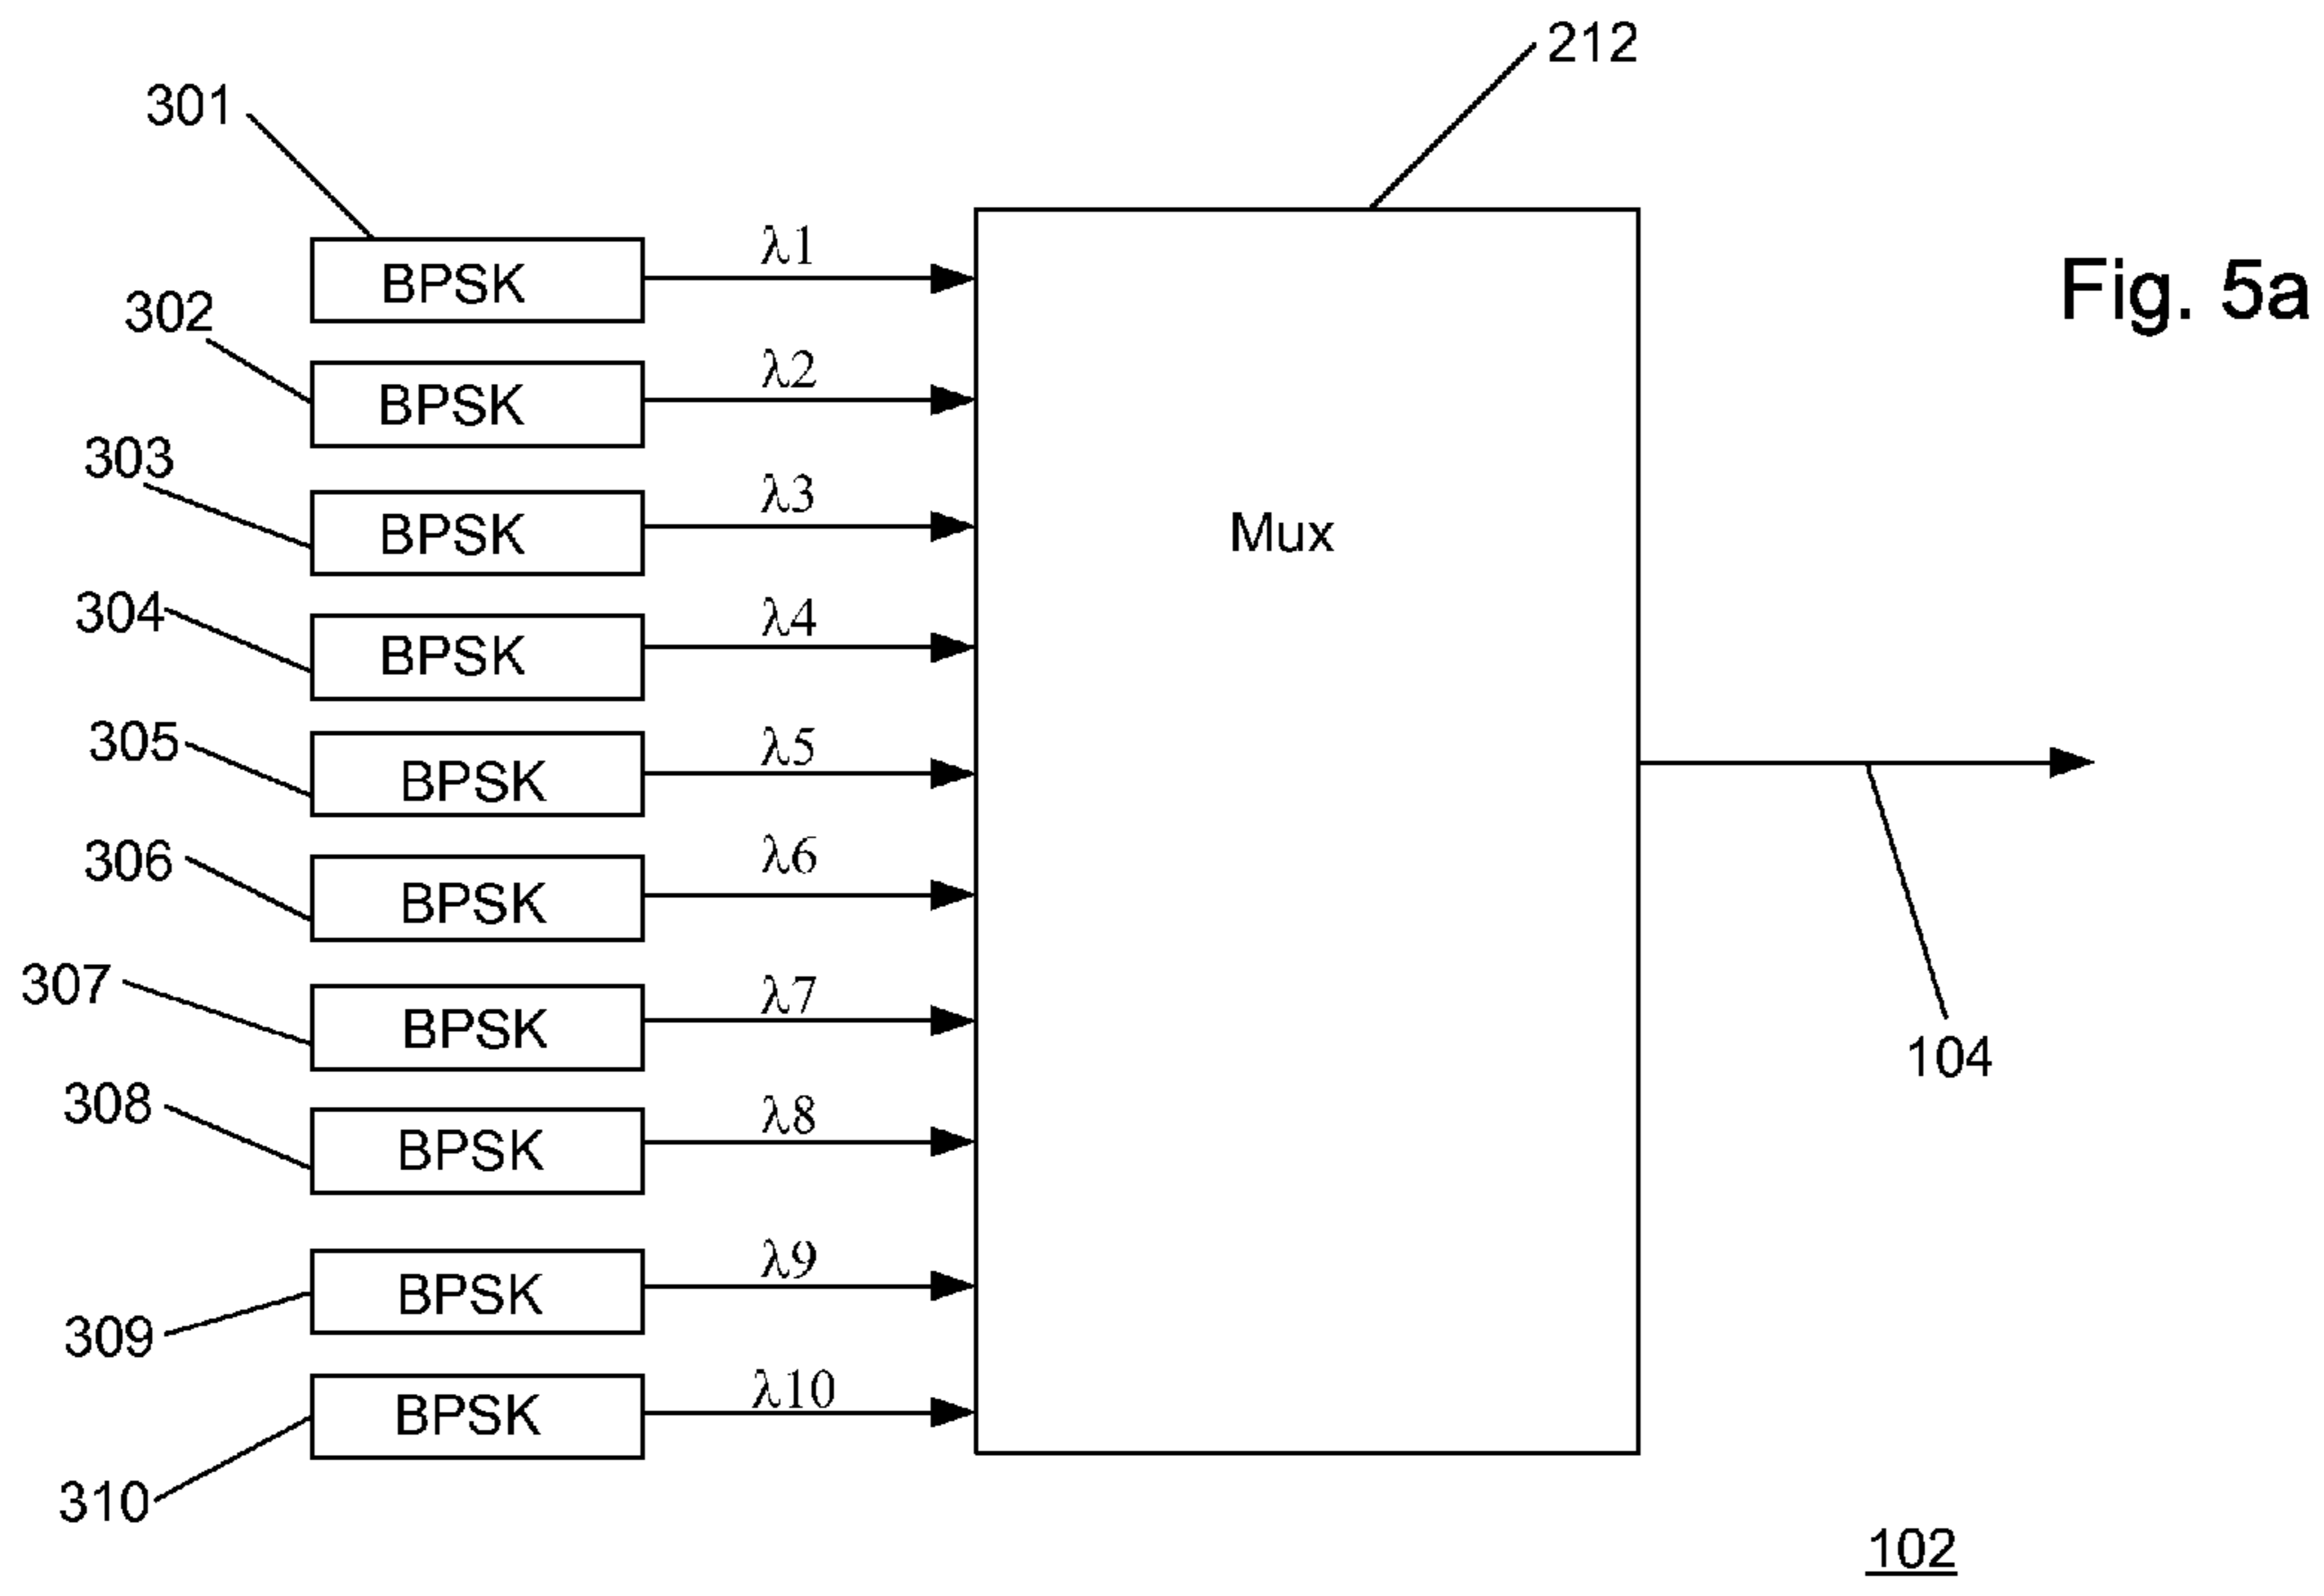 212
301
BPSK
λ1
Fig. 5a
302
BPSK
λ2
303
BPSK
λ3
Mux
304
BPSK
λ4
305
BPSK
λ5
306
BPSK
λ6
307
BPSK
λ7
104
308
BPSK
λ8
309
BPSK
λ9
310
BPSK
λ10
102